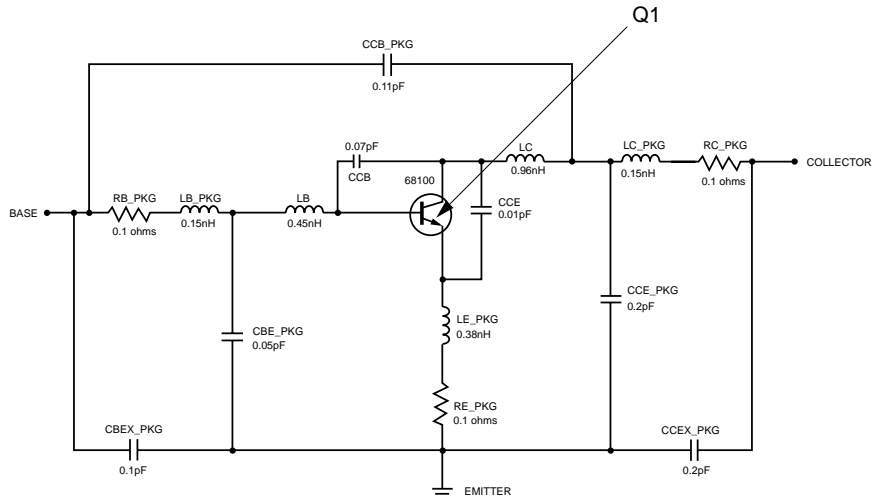 Q1
CCB_PKG
0.11pF
0.07pF
CCB
LC
0.96nH
LC_PKG
0.15nH
RC_PKG
0.1 ohms
COLLECTOR
68100
CCE
0.01pF
BASE
RB_PKG
0.1 ohms
LB_PKG
0.15nH
LB
0.45nH
CCE_PKG
0.2pF
LE_PKG
0.38nH
CBE_PKG
0.05pF
RE_PKG
0.1 ohms
CBEX_PKG
0.1pF
CCEX_PKG
0.2pF
EMITTER